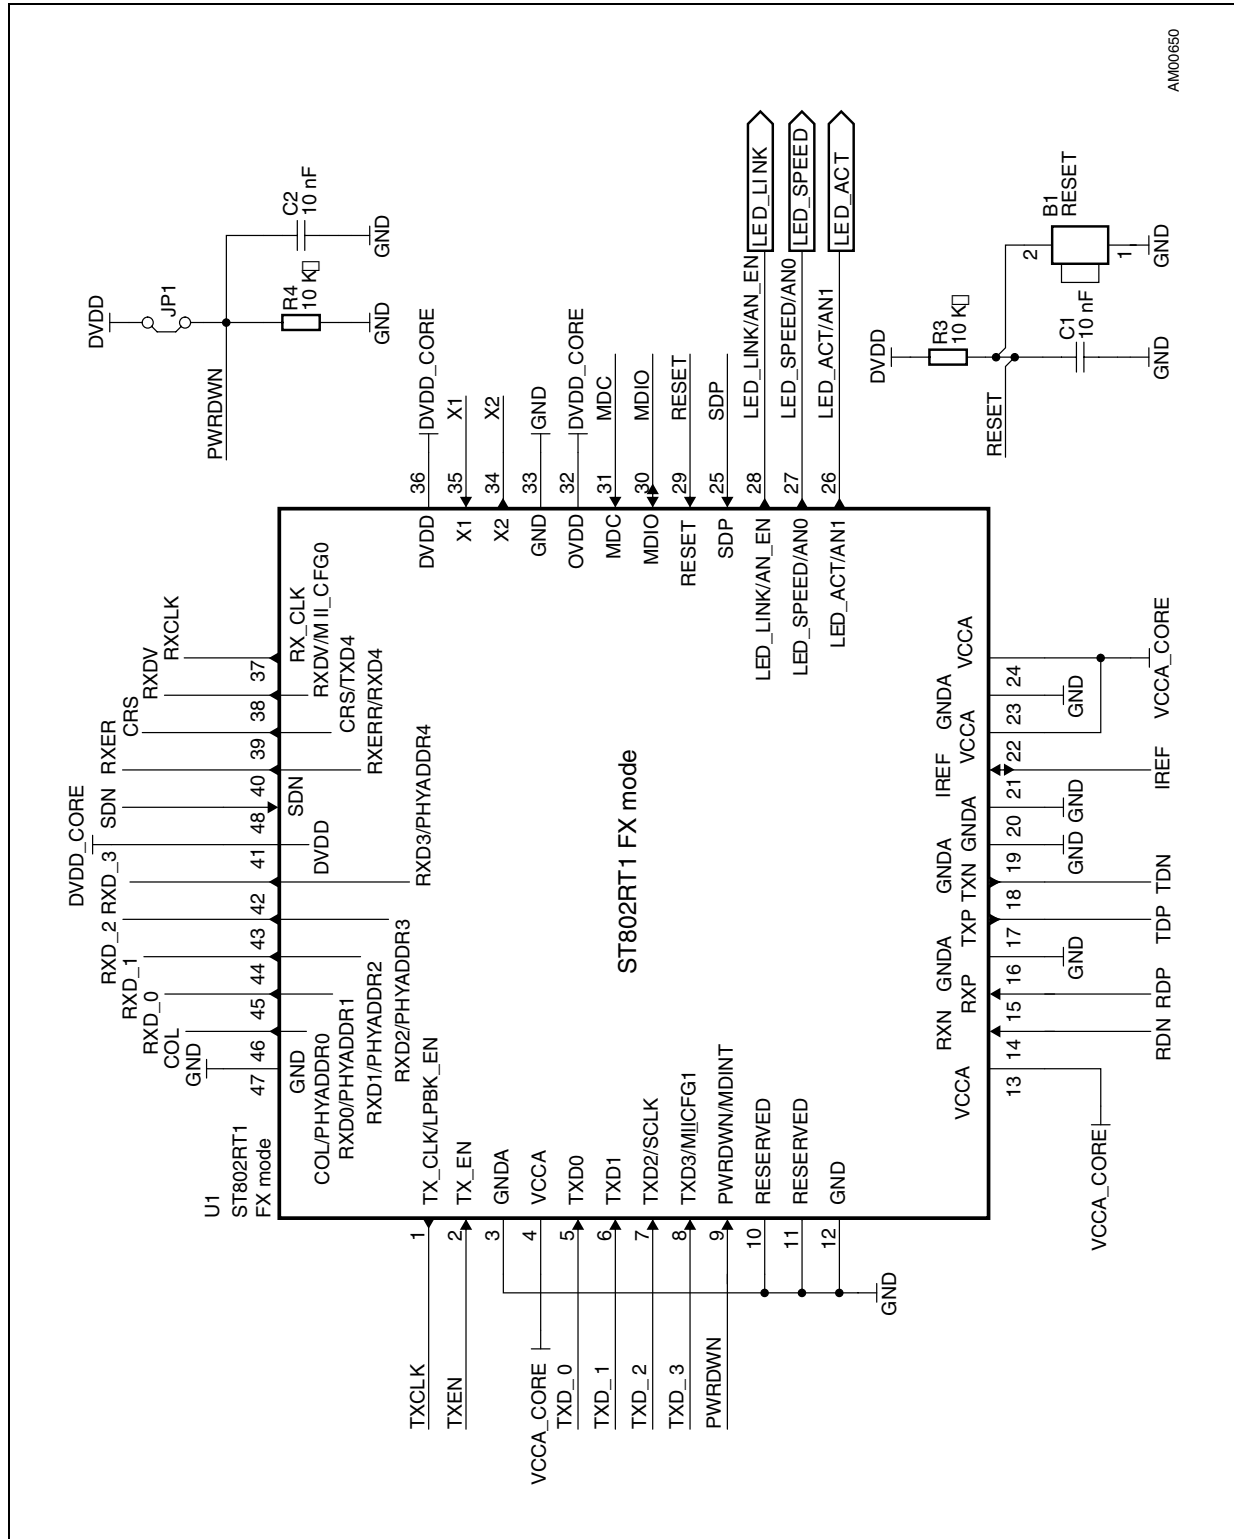 AM00650
DVDD
JP1
PWRDWN
R4
10 K□
GND
C2
10 nF
GND
RXCLK
RXDV
CRS
RXER
SDN
DVDD_CORE
RXD_3
RXD_2
RXD_1
RXD_0
COL
GND
37
38
39
40
48
41
42
43
44
45
46
47
RX_CLK
RXDV/MII_CFG0
CRS/TXD4
RXERR/RXD4
SDN
DVDD
RXD3/PHYADDR4
RXD2/PHYADDR3
RXD1/PHYADDR2
RXD0/PHYADDR1
COL/PHYADDR0
GND
U1
ST802RT1
FX mode
ST802RT1 FX mode
DVDD 36 DVDD_CORE
X1 35 X1
X2 34 X2
GND 33 GND
OVDD 32 DVDD_CORE
MDC 31 MDC
MDIO 30 MDIO
RESET 29 RESET
SDP 25 SDP
LED_LINK/AN_EN 28 LED_LINK/AN_EN LED_LINK
LED_SPEED/AN0 27 LED_SPEED/AN0 LED_SPEED
LED_ACT/AN1 26 LED_ACT/AN1 LED_ACT
TXCLK 1 TX_CLK/LPBK_EN
TXEN 2 TX_EN
3 GNDA
VCCA_CORE 4 VCCA
TXD_0 5 TXD0
TXD_1 6 TXD1
TXD_2 7 TXD2/SCLK
TXD_3 8 TXD3/MIICFG1
PWRDWN 9 PWRDWN/MDINT
10 RESERVED
11 RESERVED
12 GND
GND
VCCA 13 VCCA_CORE
RXN 14 RDN
RXP 15 RDP
GNDA 16 GND
TXP 17 TDP
TXN 18 TDN
GNDA 19 GND
GNDA 20 GND
IREF 21 IREF
VCCA 22
GNDA 23 GND
VCCA 24 VCCA_CORE
DVDD
R3
10 K□
RESET
C1
10 nF
GND
B1
RESET
2
1
GND